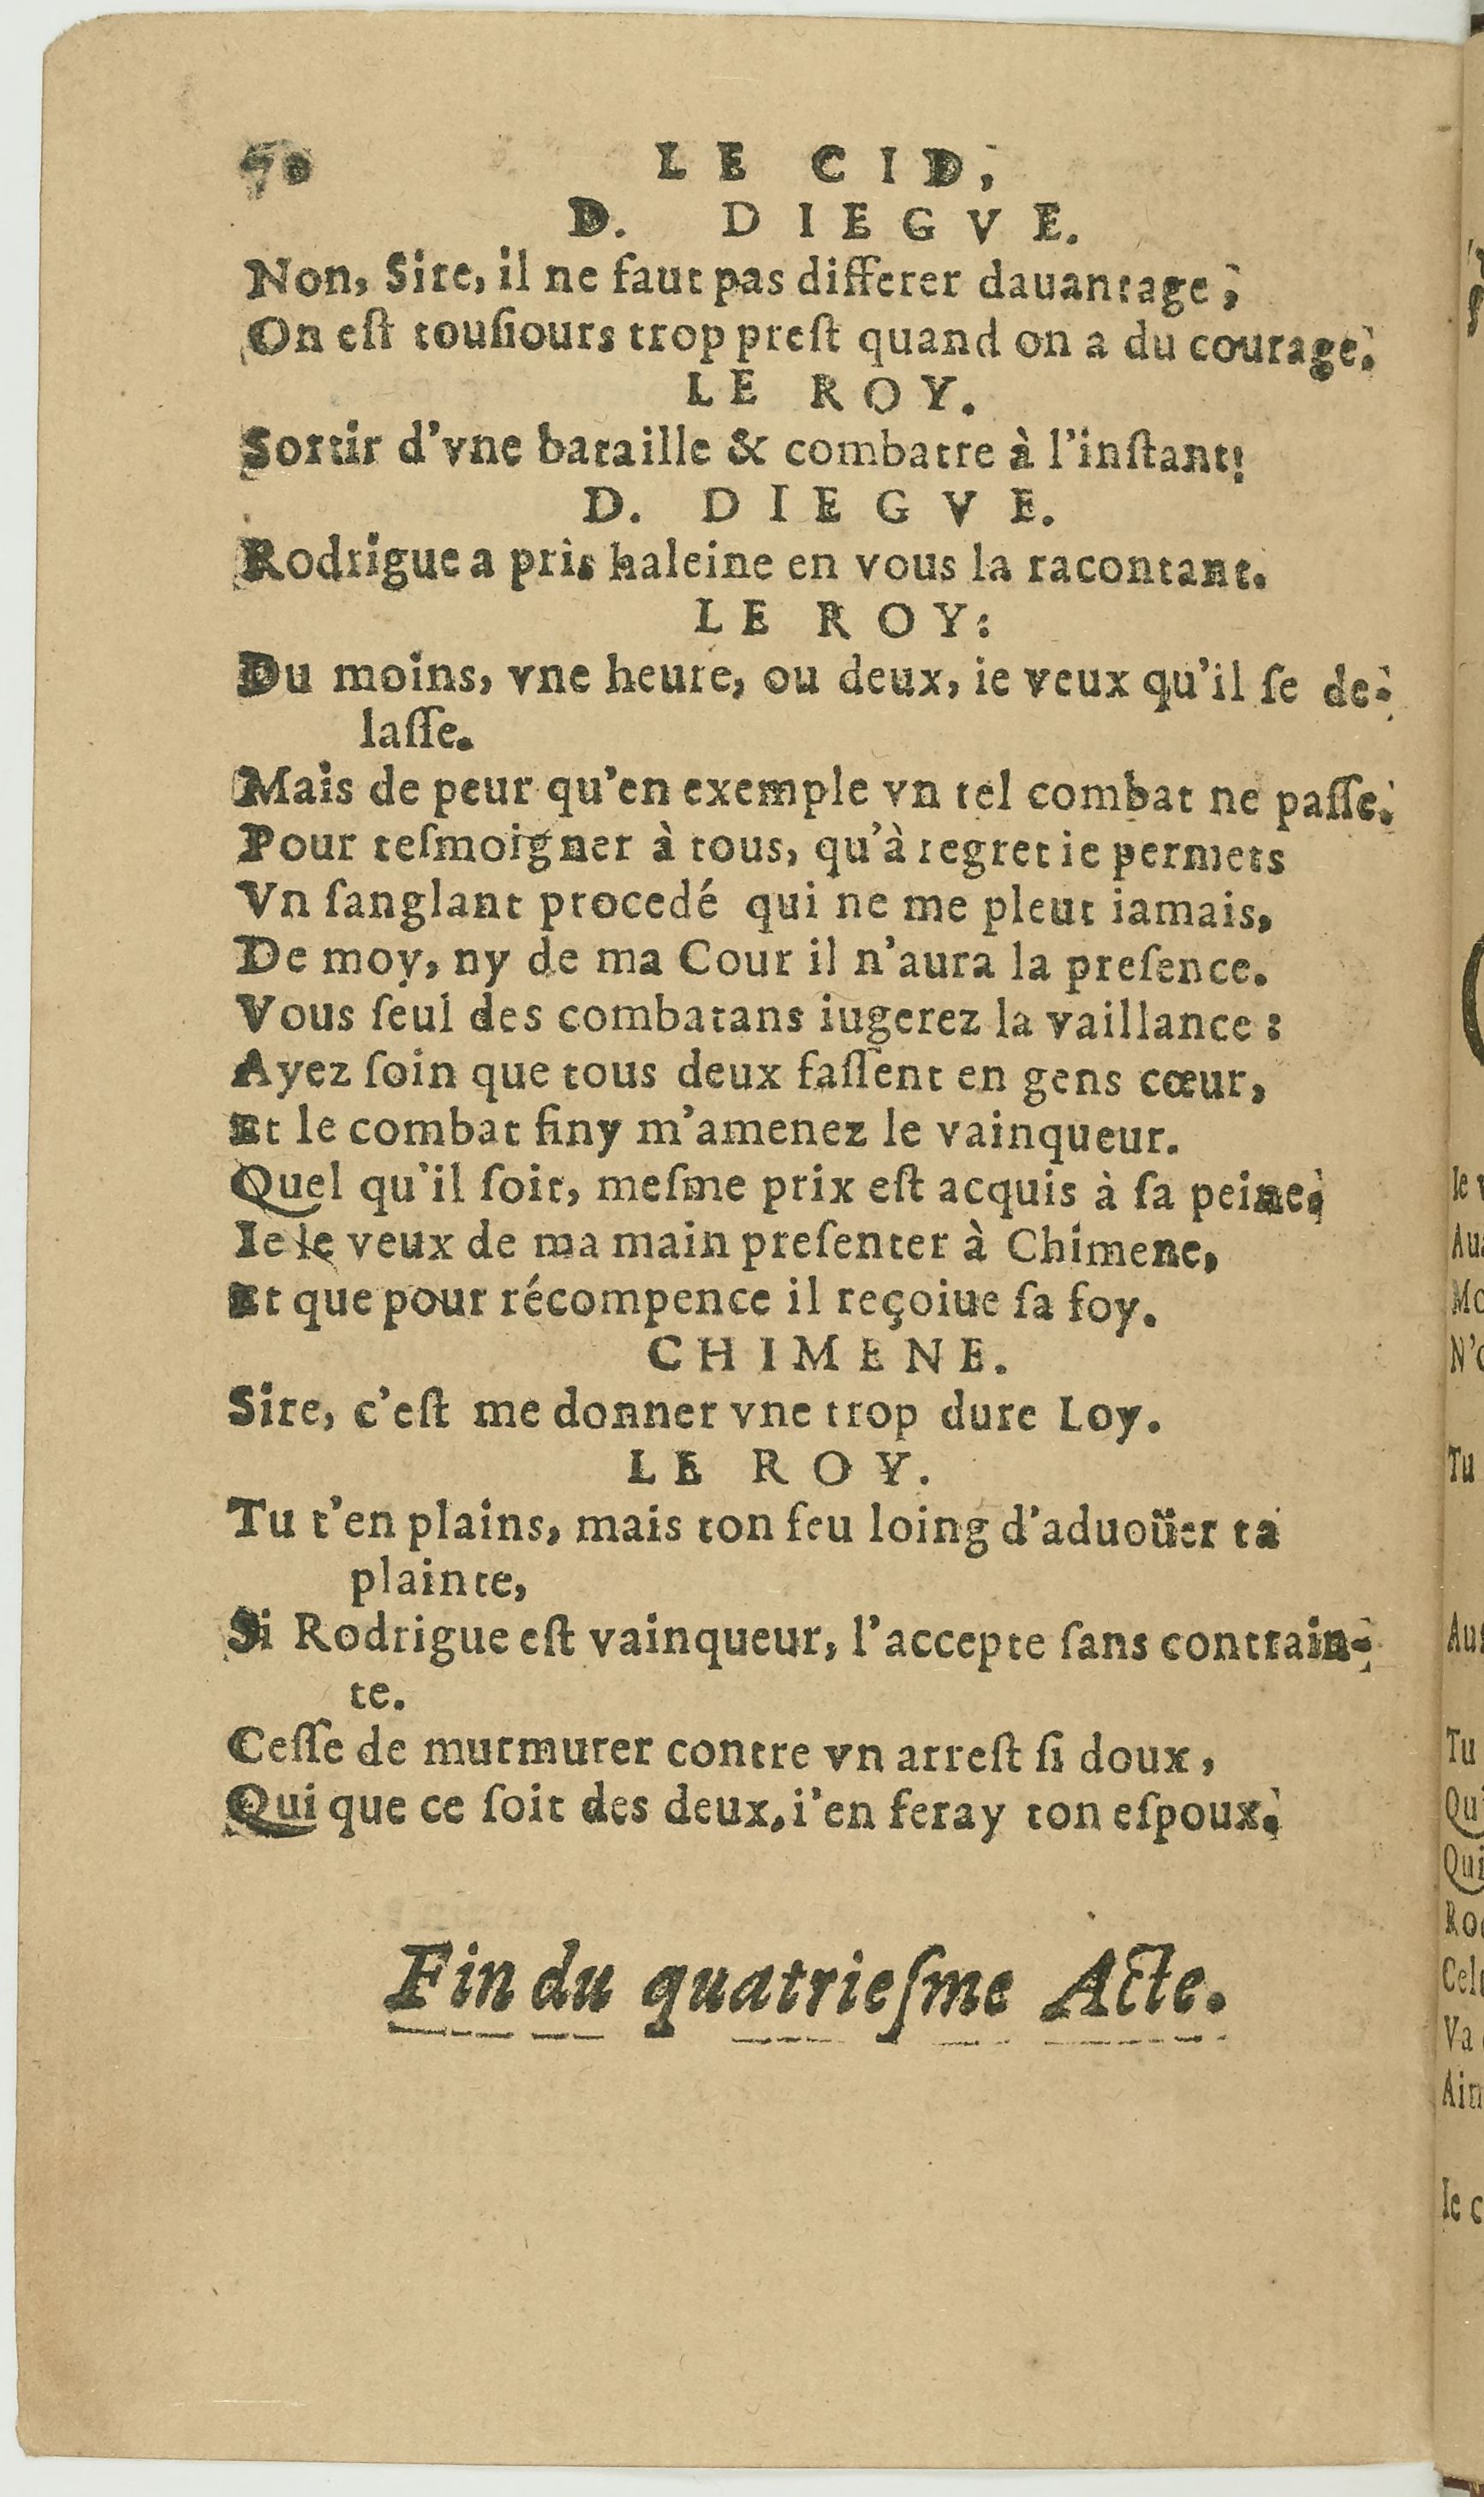 LE CID,
D. DIEGVE.
Non, Sire, il ne faut pas differer dauantage,
On eſt touſiours trop preſt quand on a du courage.
LE ROY.
Sortir d'vne bataille & combatre à l'inſtant!
D. DIEGVE.
Rodrigue a pris haleine en vous la racontant.
LE ROY:
Du moins, vne heure, ou deux, ie veux qu'il ſe de-
laſſe.
Mais de peur qu'en exemple vn tel combat ne paſſe.
Pour teſmoigner à tous, qu'à regret ie permets
Vn ſanglant procedé qui ne me pleut iamais,
De moy, ny de ma Cour il n'aura la preſence.
Vous ſeul des combatans iugerez la vaillance :
Ayez ſoin que tous deux faſſent en gens cœur,
Et le combat finy m'amenez le vainqueur.
Quel qu'il ſoit, meſme prix eſt acquis à ſa peine,
Ie le veux de ma main preſenter à Chimene,
Et que pour récompence il reçoiue ſa foy.
CHIMENE.
Sire, c'eſt me donner vne trop dure Loy.
LE ROY.
Tu t'en plains, mais ton feu loing d'aduoüer ta
plainte,
Si Rodrigue eſt vainqueur, l'accepte ſans contrain-
te.
Ceſſe de murmurer contre vn arreſt ſi doux,
Qui que ce ſoit des deux, i'en feray ton eſpoux.
Fin du quatrieſme Acte.
Ie
Tu
Tu
Va
Ie